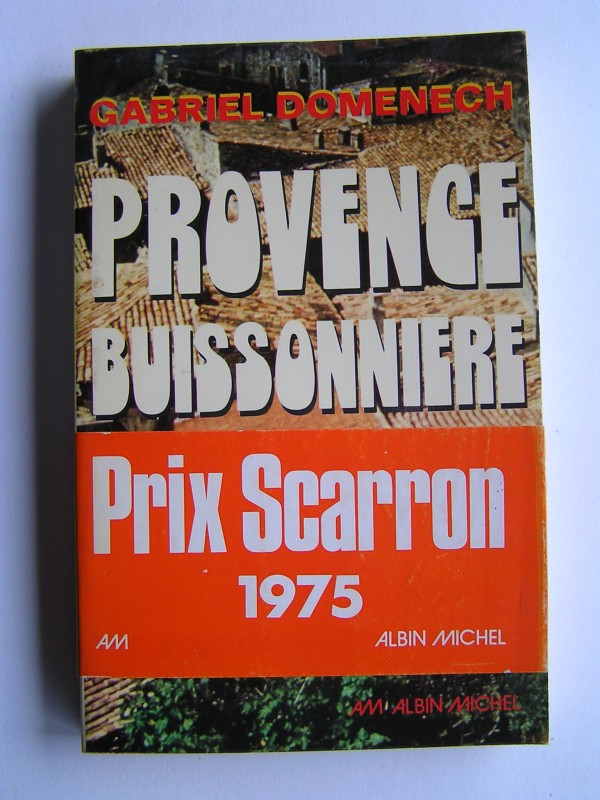 GABRIEL DOMENECH
PROVENCE
BUISSONNIERE
Prix Scarron
1975
AM ALBIN MICHEL
AM ALBIN MICHEL